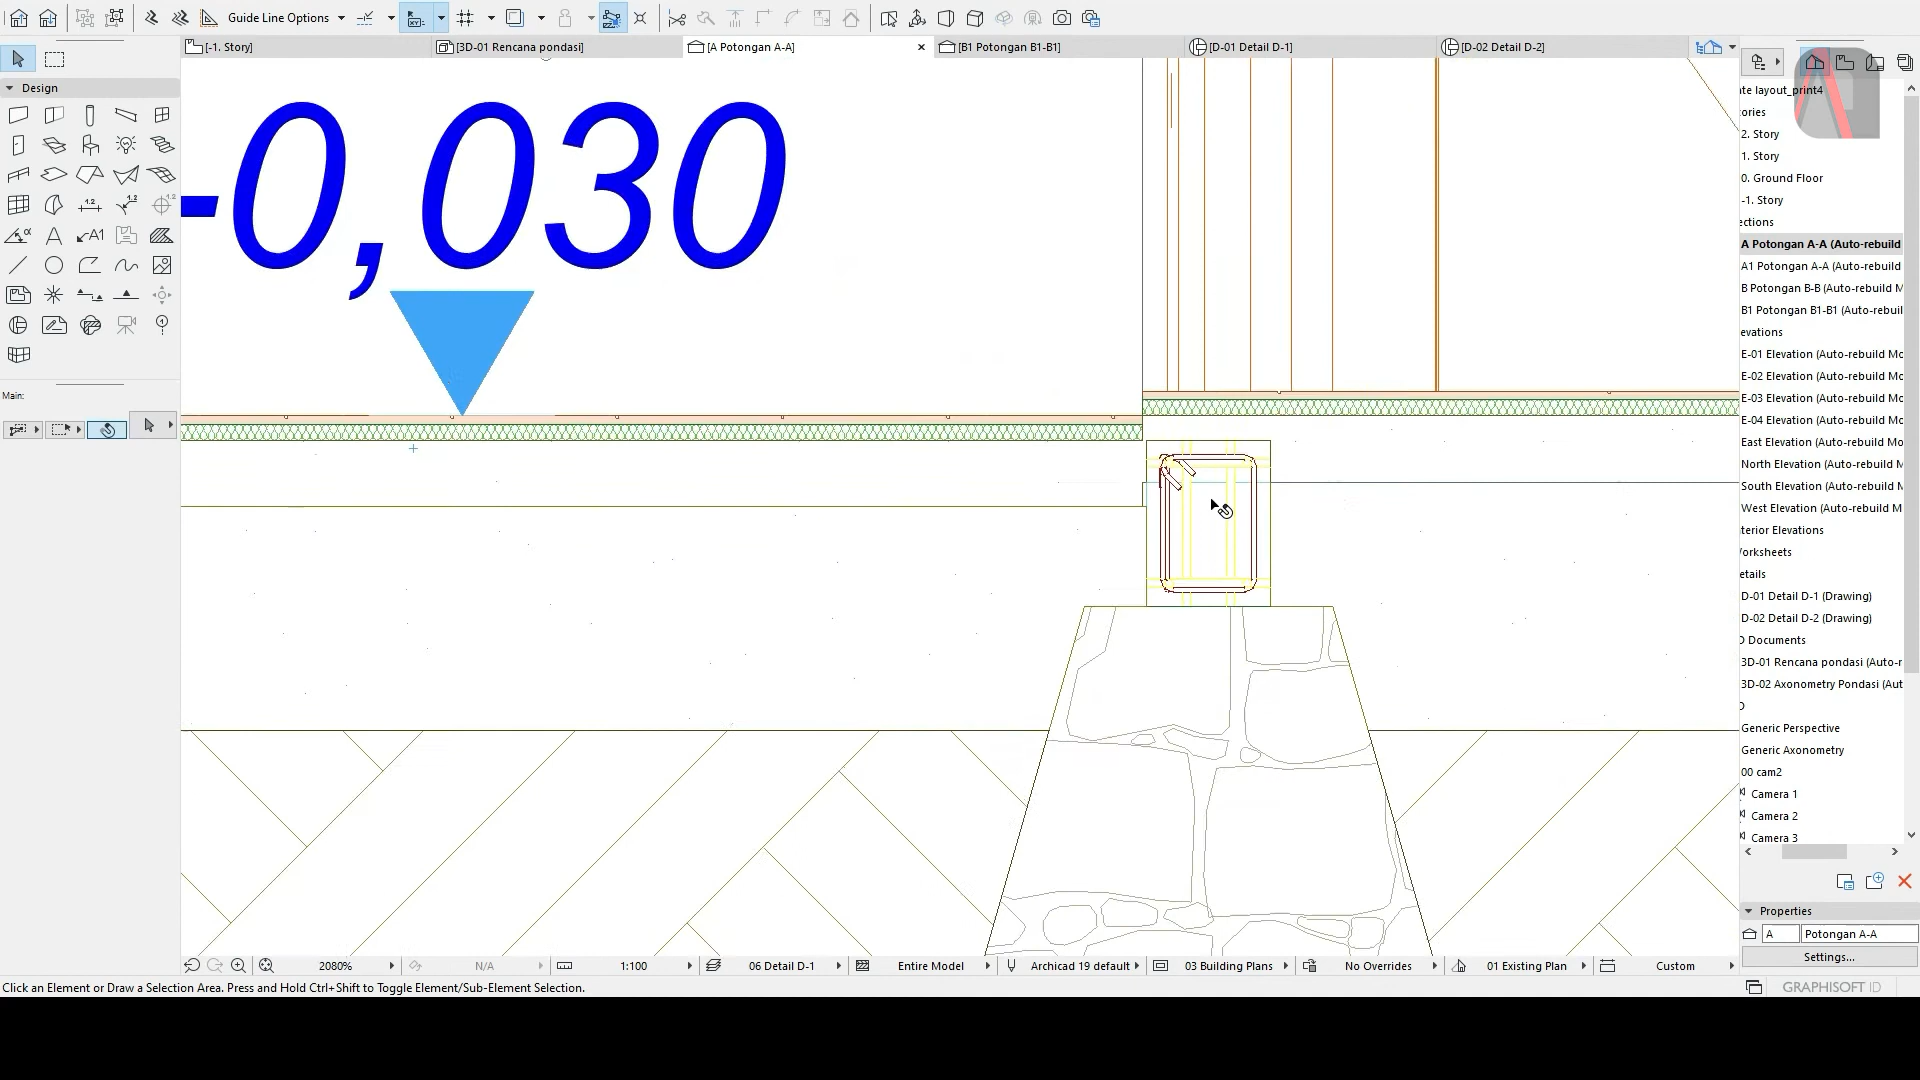 Guide Line Options
[-1. Story]
[3D-01 Rencana pondasi]
[A Potongan A-A]
[B1 Potongan B1-B1]
[D-01 Detail D-1]
[D-02 Detail D-2]
Design
-0,030
Main:
ate layout_print4
ories
2. Story
1. Story
0. Ground Floor
-1. Story
ections
A Potongan A-A (Auto-rebuild
A1 Potongan A-A (Auto-rebuild
B Potongan B-B (Auto-rebuild M
B1 Potongan B1-B1 (Auto-rebuil
evations
E-01 Elevation (Auto-rebuild Mo
E-02 Elevation (Auto-rebuild Mc
E-03 Elevation (Auto-rebuild Mc
E-04 Elevation (Auto-rebuild Mo
East Elevation (Auto-rebuild Mo
North Elevation (Auto-rebuild M
South Elevation (Auto-rebuild M
West Elevation (Auto-rebuild M
terior Elevations
orksheets
etails
D-01 Detail D-1 (Drawing)
D-02 Detail D-2 (Drawing)
D Documents
3D-01 Rencana pondasi (Auto-r
3D-02 Axonometry Pondasi (Aut
D
Generic Perspective
Generic Axonometry
00 cam2
Camera 1
Camera 2
Camera 3
Properties
A
Potongan A-A
Settings...
2080%
N/A
1:100
06 Detail D-1
Entire Model
Archicad 19 default
03 Building Plans
No Overrides
01 Existing Plan
Custom
Click an Element or Draw a Selection Area. Press and Hold Ctrl+Shift to Toggle Element/Sub-Element Selection.
GRAPHISOFT ID